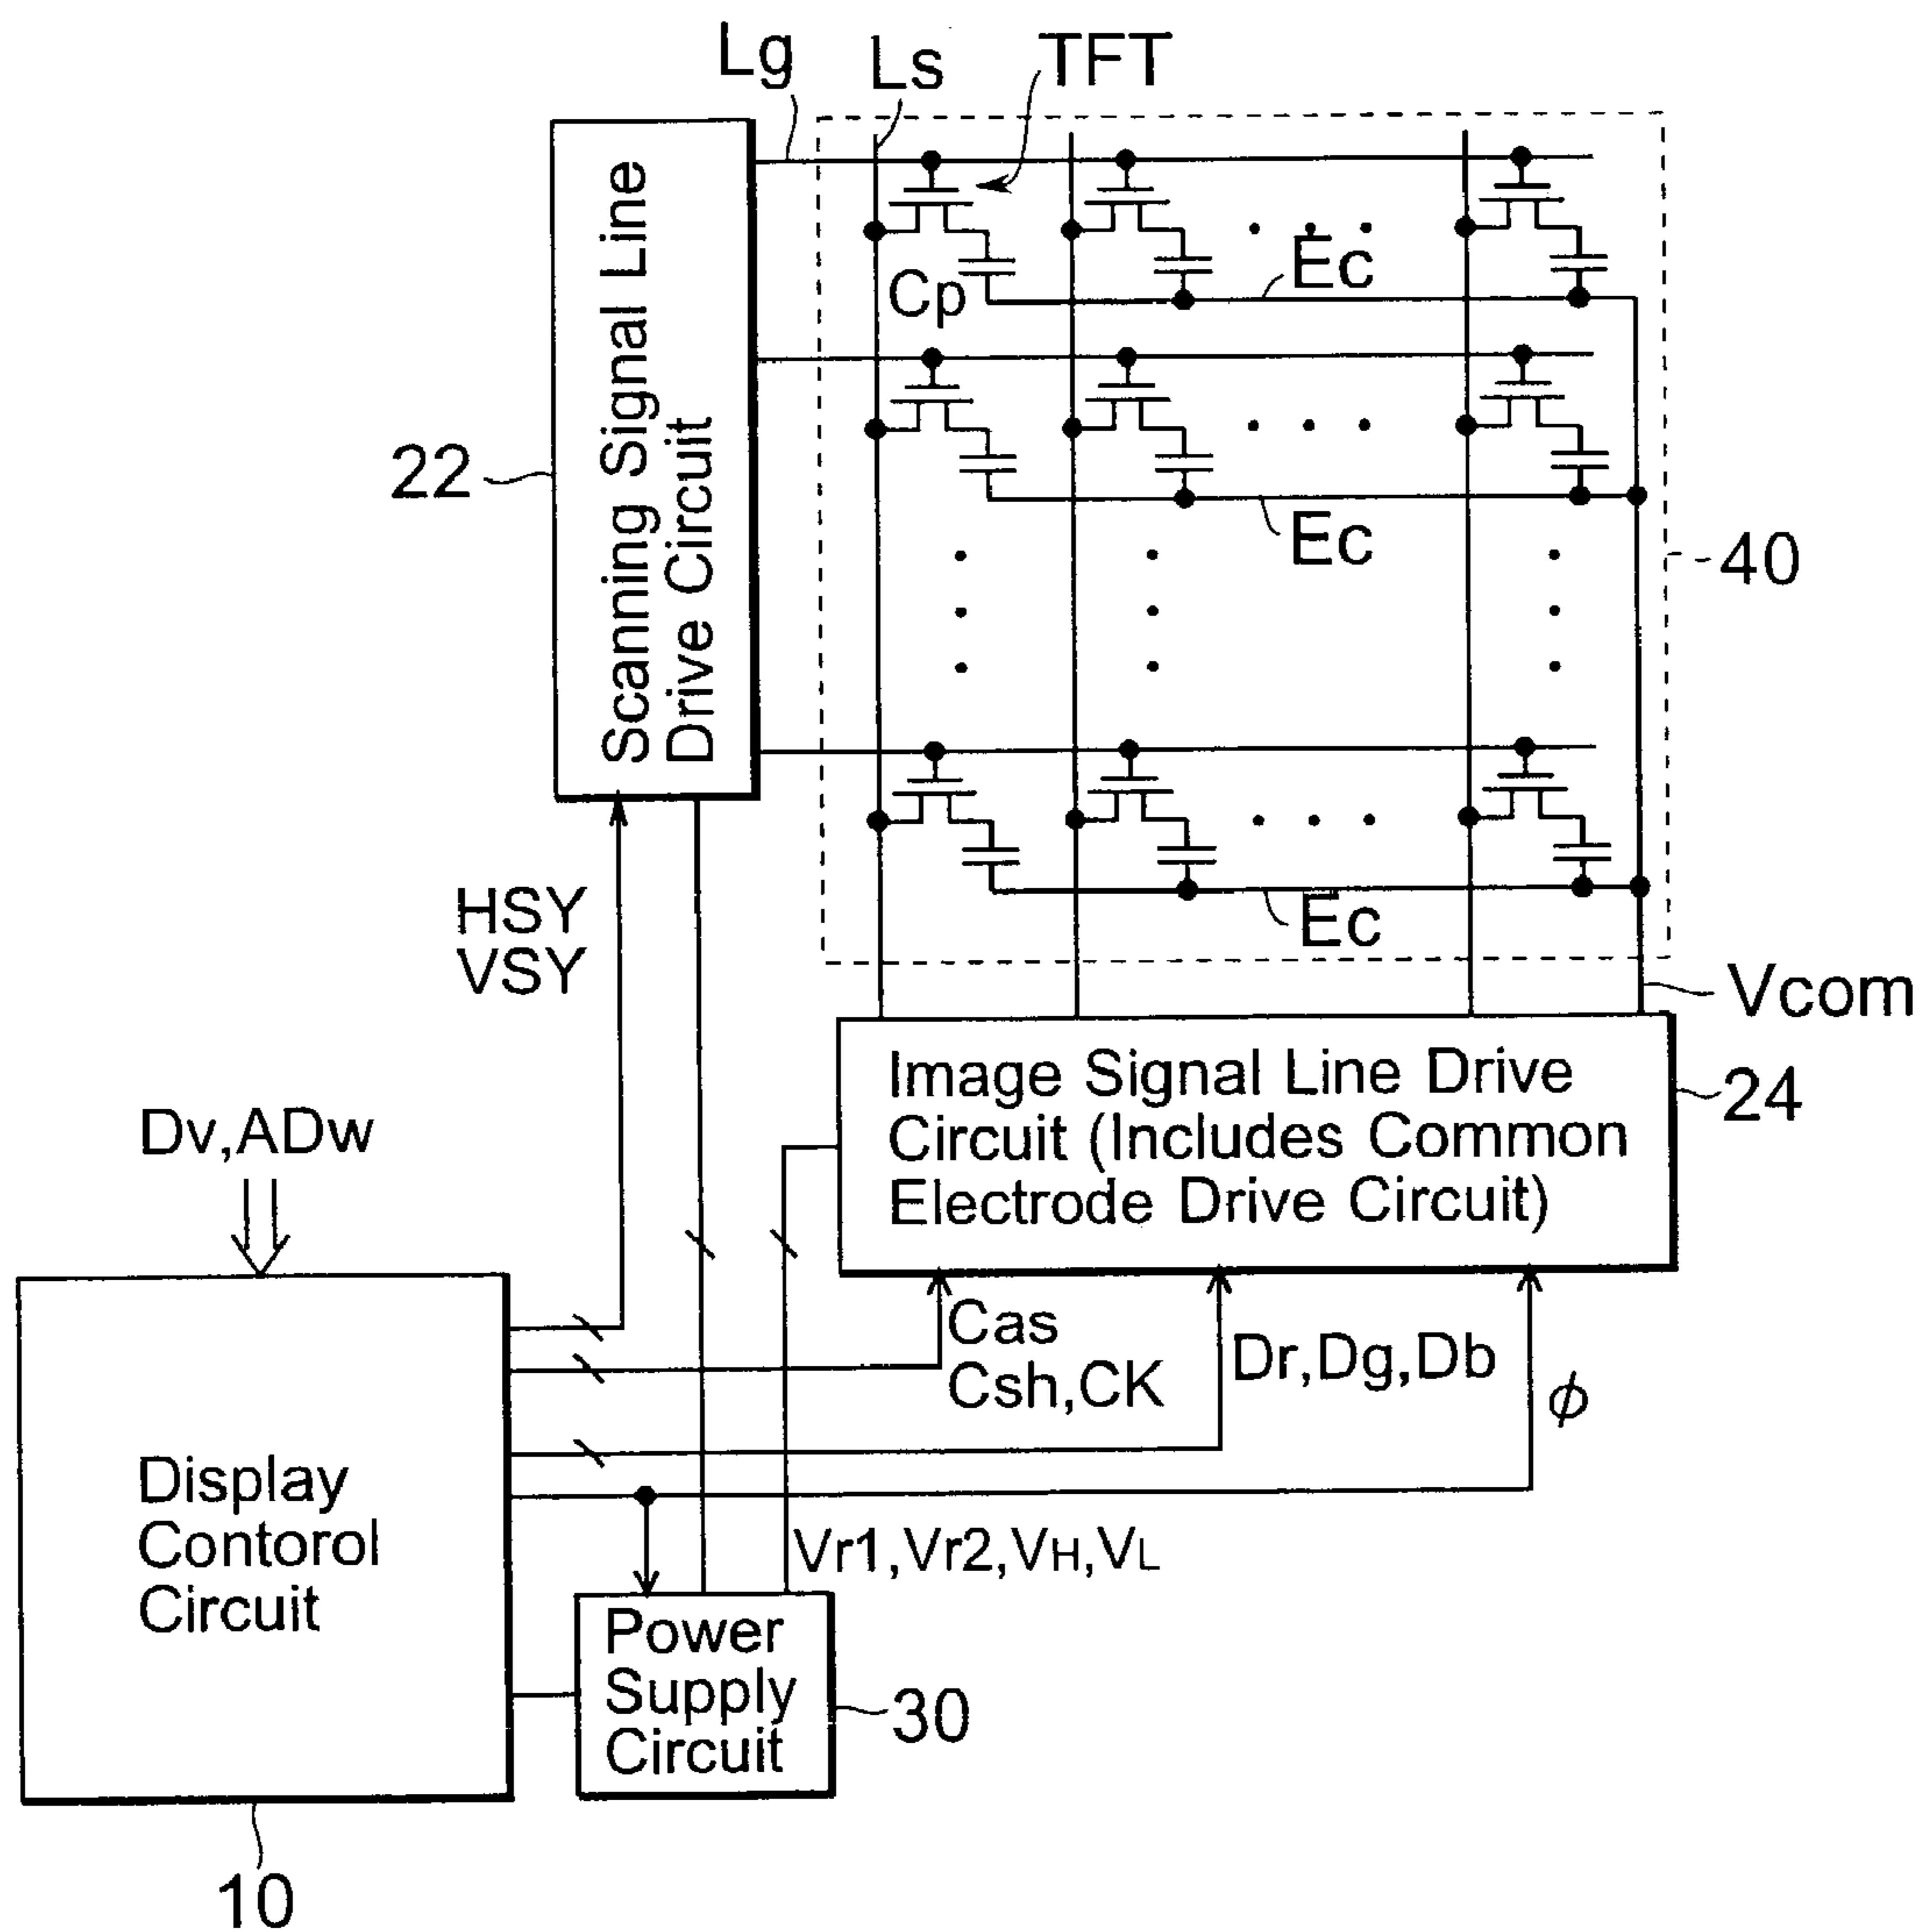 Lg
Ls
TFT
Scanning Signal Line
Drive Circuit
22
Cp
Ec
Ec
Ec
40
HSY
VSY
Vcom
Image Signal Line Drive
Circuit (Includes Common
Electrode Drive Circuit)
24
Dv,ADw
Cas
Csh,CK
Dr,Dg,Db
ϕ
Display
Contorol
Circuit
Vr1,Vr2,VH,VL
Power
Supply
Circuit
30
10